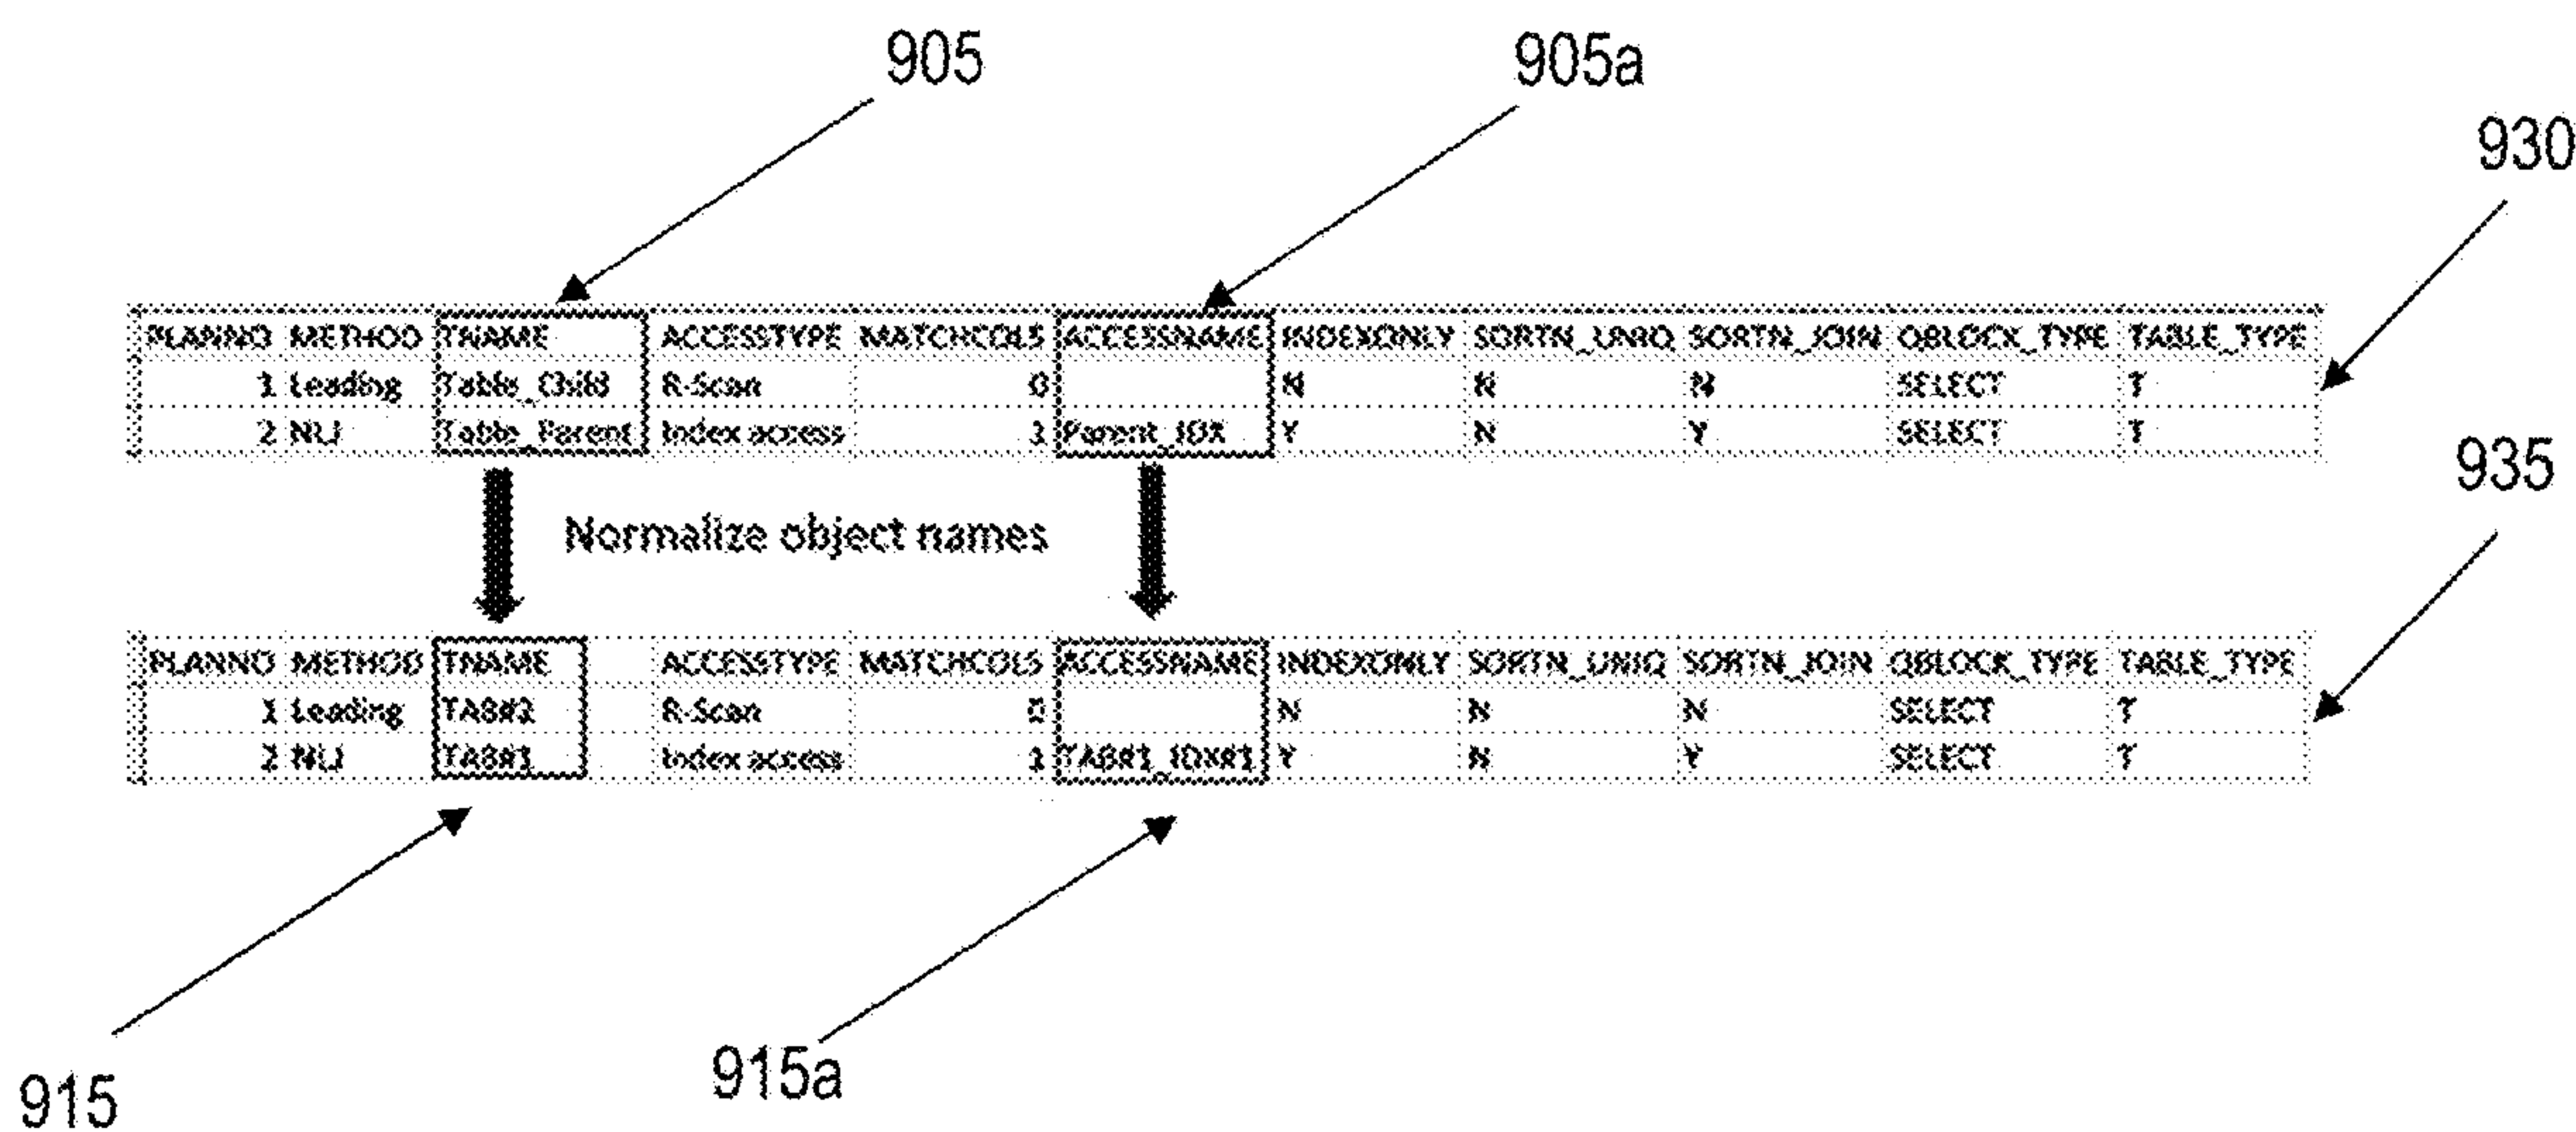 905 905a
930
PLANNO METHOD TNAME ACCESSTYPE MATCHCOLS ACCESSNAME INDEXONLY SORTN_UNIQ SORTN_JOIN QBLOCK_TYPE TABLE_TYPE
1 Leading Table_Child R-Scan 0 N N N SELECT T
2 NLJ Table_Parent Index access 1 Parent_IDX Y N Y SELECT T
935
Normalize object names
PLANNO METHOD TNAME ACCESSTYPE MATCHCOLS ACCESSNAME INDEXONLY SORTN_UNIQ SORTN_JOIN QBLOCK_TYPE TABLE_TYPE
1 Leading TAB#2 R-Scan 0 N N N SELECT T
2 NLJ TAB#1 Index access 1 TAB#1_IDX#1 Y N Y SELECT T
915 915a